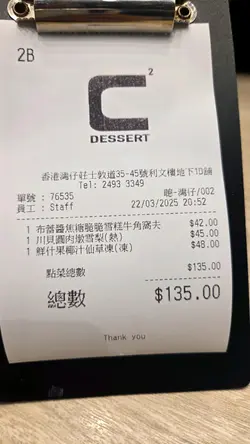 2B
C²
DESSERT
香港灣仔莊士敦道35-45號利文樓地下1D舖
Tel: 2493 3349
單號 : 76535 聰-灣仔/002
員工 : Staff 22/03/2025 20:52
1 布蕾醬焦糖脆脆雪糕牛角窩夫 $42.00
1 川貝圓肉燉雪梨(熱) $45.00
1 鮮什果椰汁仙草凍(凍) $48.00
點菜總數 $135.00
總數 $135.00
Thank you